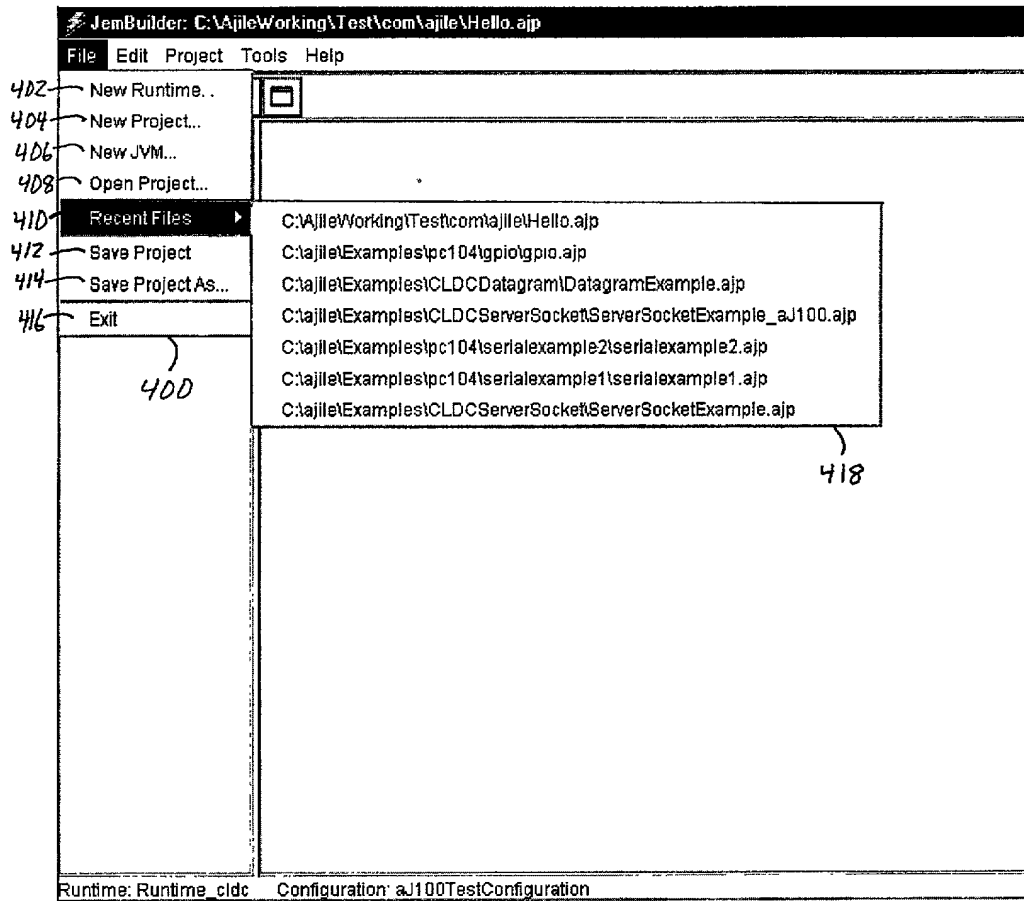 JemBuilder: C:\AjileWorking\Test\com\ajile\Hello.ajp
File Edit Project Tools Help
402 New Runtime..
404 New Project...
406 New JVM...
408 Open Project...
410 Recent Files C:\AjileWorking\Test\com\ajile\Hello.ajp
412 Save Project C:\ajile\Examples\pc104\gpio\gpio.ajp
414 Save Project As... C:\ajile\Examples\CLDCDatagram\DatagramExample.ajp
416 Exit C:\ajile\Examples\CLDCServerSocket\ServerSocketExample_aJ100.ajp
C:\ajile\Examples\pc104\serialexample2\serialexample2.ajp
400 C:\ajile\Examples\pc104\serialexample1\serialexample1.ajp
C:\ajile\Examples\CLDCServerSocket\ServerSocketExample.ajp
418
Runtime: Runtime_cldc Configuration: aJ100TestConfiguration